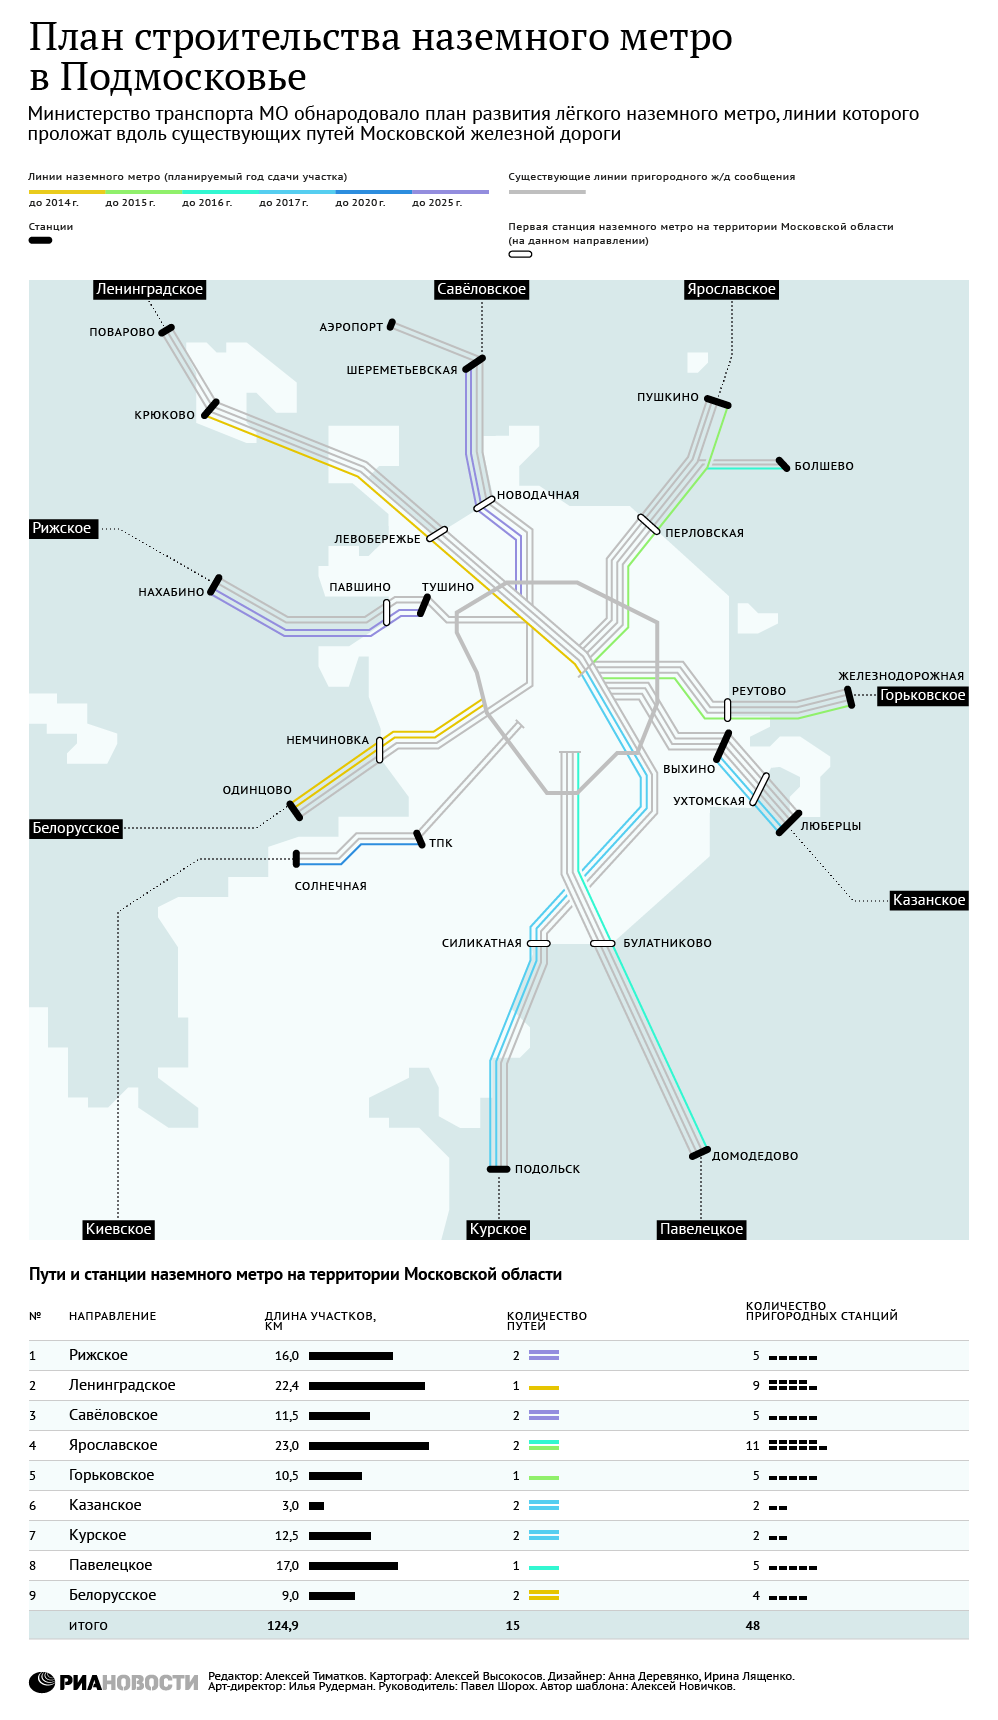 План строительства наземного метро
в Подмосковье
Министерство транспорта МО обнародовало план развития лёгкого наземного метро, линии которого
проложат вдоль существующих путей Московской железной дороги
Линии наземного метро (планируемый год сдачи участка)
до 2014 г. до 2015 г. до 2016 г. до 2017 г. до 2020 г. до 2025 г.
Станции
Существующие линии пригородного ж/д сообщения
Первая станция наземного метро на территории Московской области
(на данном направлении)
Ленинградское
Савёловское
Ярославское
ПОВАРОВО
АЭРОПОРТ
ШЕРЕМЕТЬЕВСКАЯ
ПУШКИНО
КРЮКОВО
БОЛШЕВО
НОВОДАЧНАЯ
Рижское
ЛЕВОБЕРЕЖЬЕ
ПЕРЛОВСКАЯ
НАХАБИНО
ПАВШИНО
ТУШИНО
ЖЕЛЕЗНОДОРОЖНАЯ
РЕУТОВО
Горьковское
НЕМЧИНОВКА
ВЫХИНО
ОДИНЦОВО
УХТОМСКАЯ
Белорусское
ЛЮБЕРЦЫ
ТПК
СОЛНЕЧНАЯ
Казанское
СИЛИКАТНАЯ
БУЛАТНИКОВО
ДОМОДЕДОВО
ПОДОЛЬСК
Киевское
Курское
Павелецкое
Пути и станции наземного метро на территории Московской области
№ НАПРАВЛЕНИЕ
ДЛИНА УЧАСТКОВ,
КМ
КОЛИЧЕСТВО
ПУТЕЙ
КОЛИЧЕСТВО
ПРИГОРОДНЫХ СТАНЦИЙ
1 Рижское 16,0 2 5
2 Ленинградское 22,4 1 9
3 Савёловское 11,5 2 5
4 Ярославское 23,0 2 11
5 Горьковское 10,5 1 5
6 Казанское 3,0 2 2
7 Курское 12,5 2 2
8 Павелецкое 17,0 1 5
9 Белорусское 9,0 2 4
ИТОГО 124,9 15 48
РИАНОВОСТИ
Редактор: Алексей Тиматков. Картограф: Алексей Высокосов. Дизайнер: Анна Деревянко, Ирина Лященко.
Арт-директор: Илья Рудерман. Руководитель: Павел Шорох. Автор шаблона: Алексей Новичков.